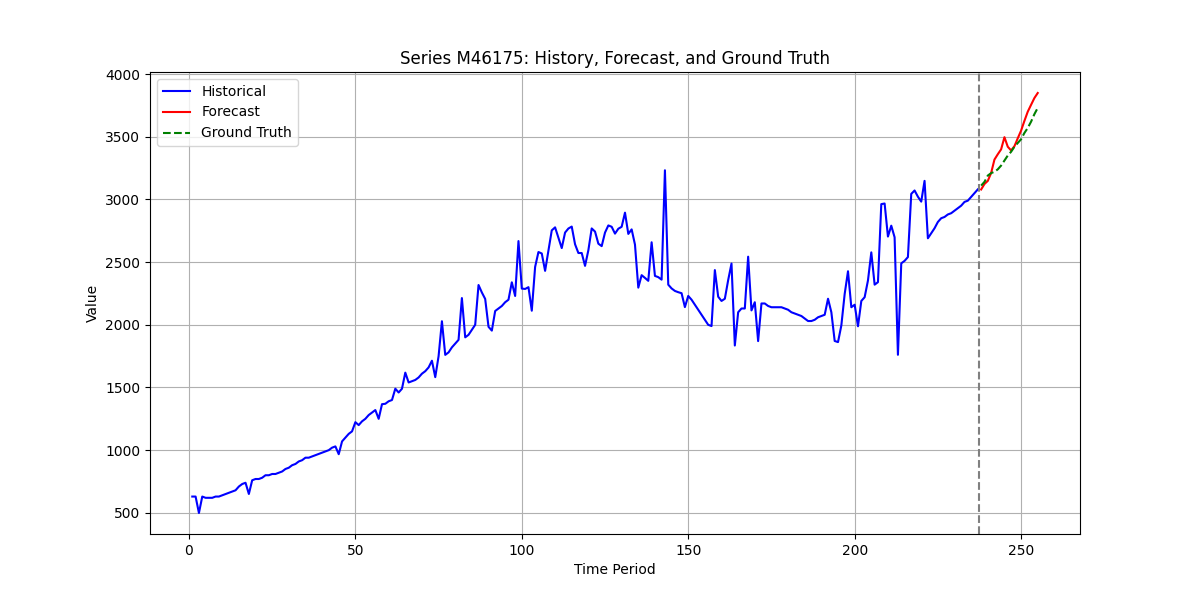 Series M46175: History, Forecast, and Ground Truth
Historical
Forecast
Ground Truth
4000
3500
3000
2500
2000
1500
1000
500
Value
0
50
100
150
200
250
Time Period